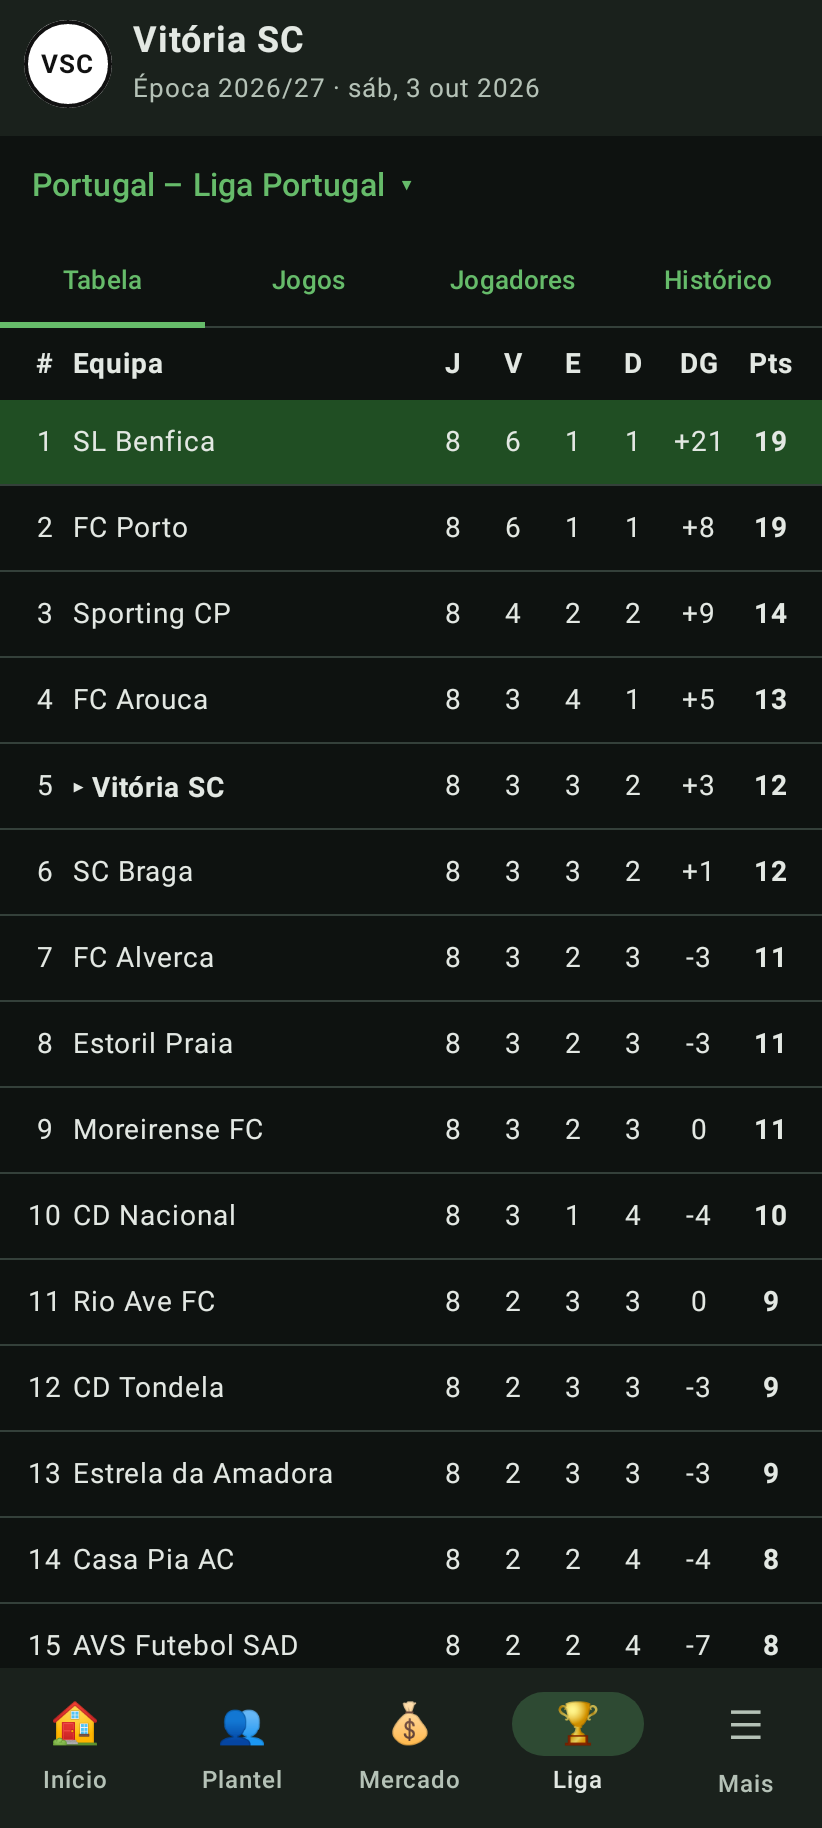 VSC
Vitória SC
Época 2026/27 · sáb, 3 out 2026
Portugal – Liga Portugal ▾
Tabela Jogos Jogadores Histórico
# Equipa J V E D DG Pts
1 SL Benfica 8 6 1 1 +21 19
2 FC Porto 8 6 1 1 +8 19
3 Sporting CP 8 4 2 2 +9 14
4 FC Arouca 8 3 4 1 +5 13
5 ▸ Vitória SC 8 3 3 2 +3 12
6 SC Braga 8 3 3 2 +1 12
7 FC Alverca 8 3 2 3 -3 11
8 Estoril Praia 8 3 2 3 -3 11
9 Moreirense FC 8 3 2 3 0 11
10 CD Nacional 8 3 1 4 -4 10
11 Rio Ave FC 8 2 3 3 0 9
12 CD Tondela 8 2 3 3 -3 9
13 Estrela da Amadora 8 2 3 3 -3 9
14 Casa Pia AC 8 2 2 4 -4 8
15 AVS Futebol SAD 8 2 2 4 -7 8
Início Plantel Mercado Liga Mais